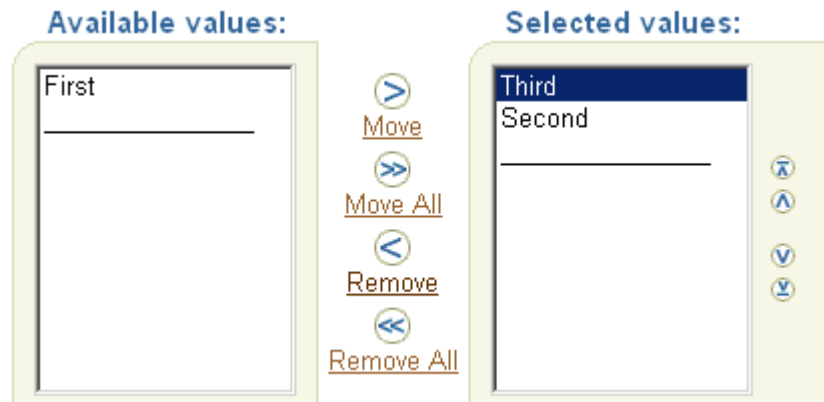 Available values:
Selected values:
First
Third
Second
Move
Move All
Remove
Remove All